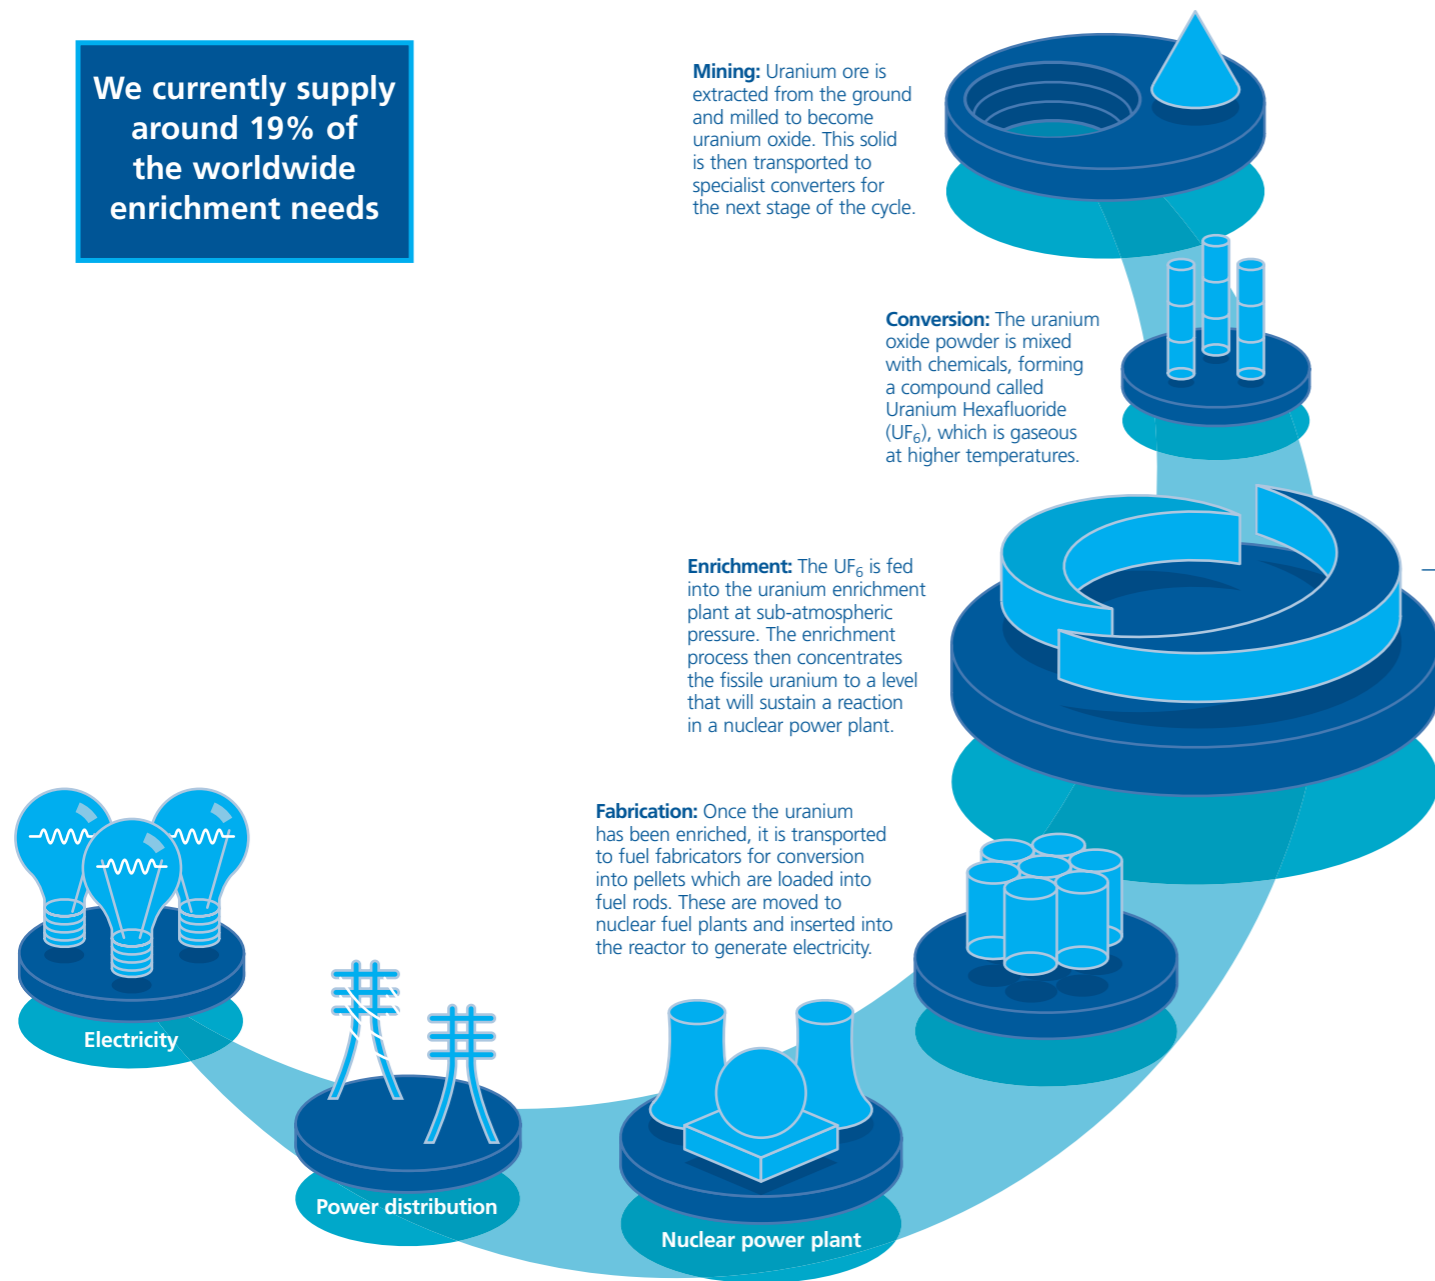 We currently supply
around 19% of
the worldwide
enrichment needs
Mining: Uranium ore is
extracted from the ground
and milled to become
uranium oxide. This solid
is then transported to
specialist converters for
the next stage of the cycle.
Conversion: The uranium
oxide powder is mixed
with chemicals, forming
a compound called
Uranium Hexafluoride
(UF₆), which is gaseous
at higher temperatures.
Enrichment: The UF₆ is fed
into the uranium enrichment
plant at sub-atmospheric
pressure. The enrichment
process then concentrates
the fissile uranium to a level
that will sustain a reaction
in a nuclear power plant.
Fabrication: Once the uranium
has been enriched, it is transported
to fuel fabricators for conversion
into pellets which are loaded into
fuel rods. These are moved to
nuclear fuel plants and inserted into
the reactor to generate electricity.
Electricity
Power distribution
Nuclear power plant